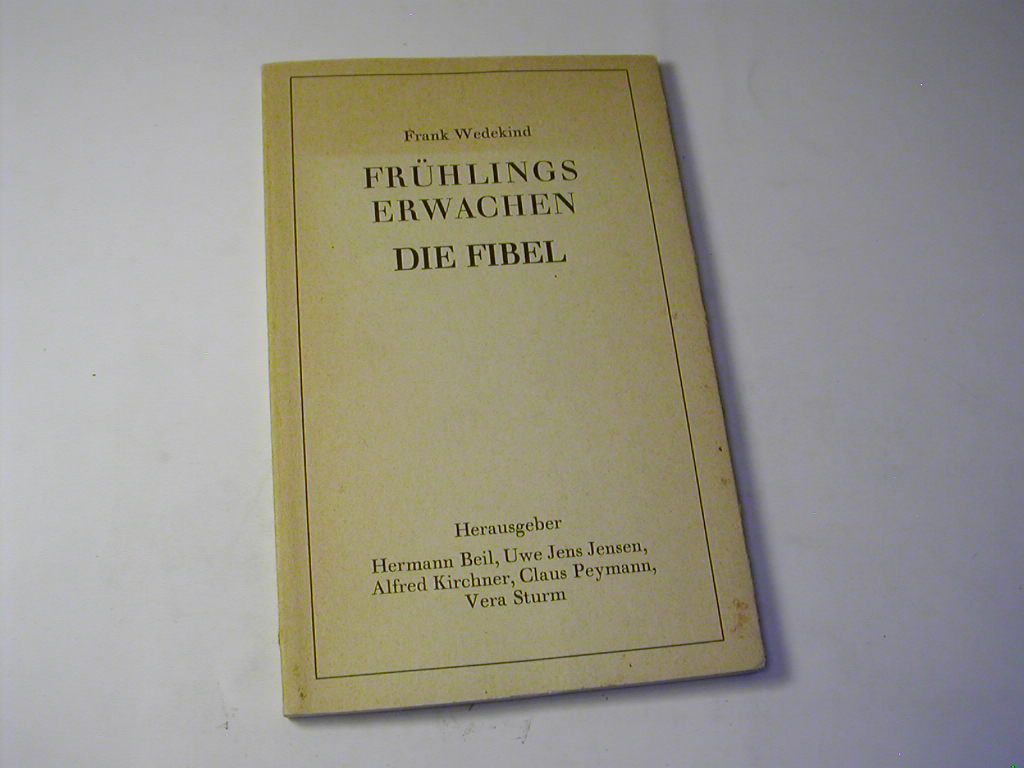 Frank Wedekind
FRÜHLINGS
ERWACHEN
DIE FIBEL
Herausgeber
Hermann Beil, Uwe Jens Jensen,
Alfred Kirchner, Claus Peymann,
Vera Sturm